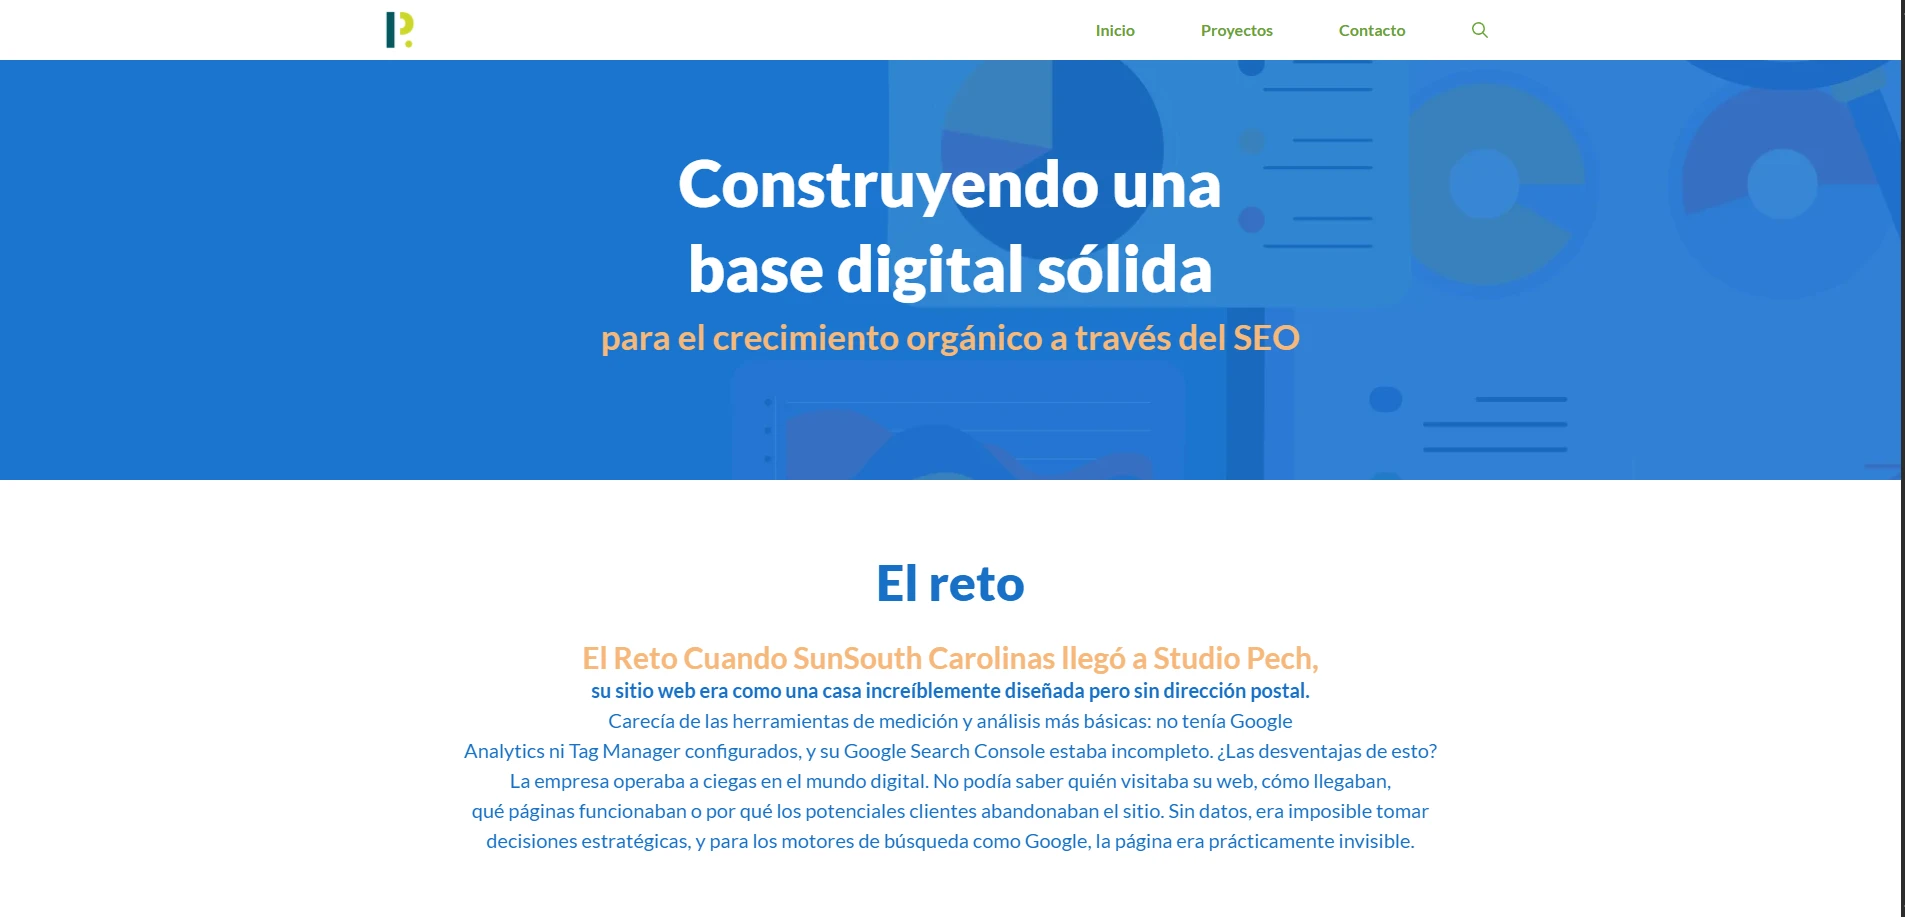 P.
Inicio
Proyectos
Contacto
Construyendo una
base digital sólida
para el crecimiento orgánico a través del SEO
El reto
El Reto Cuando SunSouth Carolinas llegó a Studio Pech,
su sitio web era como una casa increíblemente diseñada pero sin dirección postal.
Carecía de las herramientas de medición y análisis más básicas: no tenía Google
Analytics ni Tag Manager configurados, y su Google Search Console estaba incompleto. ¿Las desventajas de esto?
La empresa operaba a ciegas en el mundo digital. No podía saber quién visitaba su web, cómo llegaban,
qué páginas funcionaban o por qué los potenciales clientes abandonaban el sitio. Sin datos, era imposible tomar
decisiones estratégicas, y para los motores de búsqueda como Google, la página era prácticamente invisible.